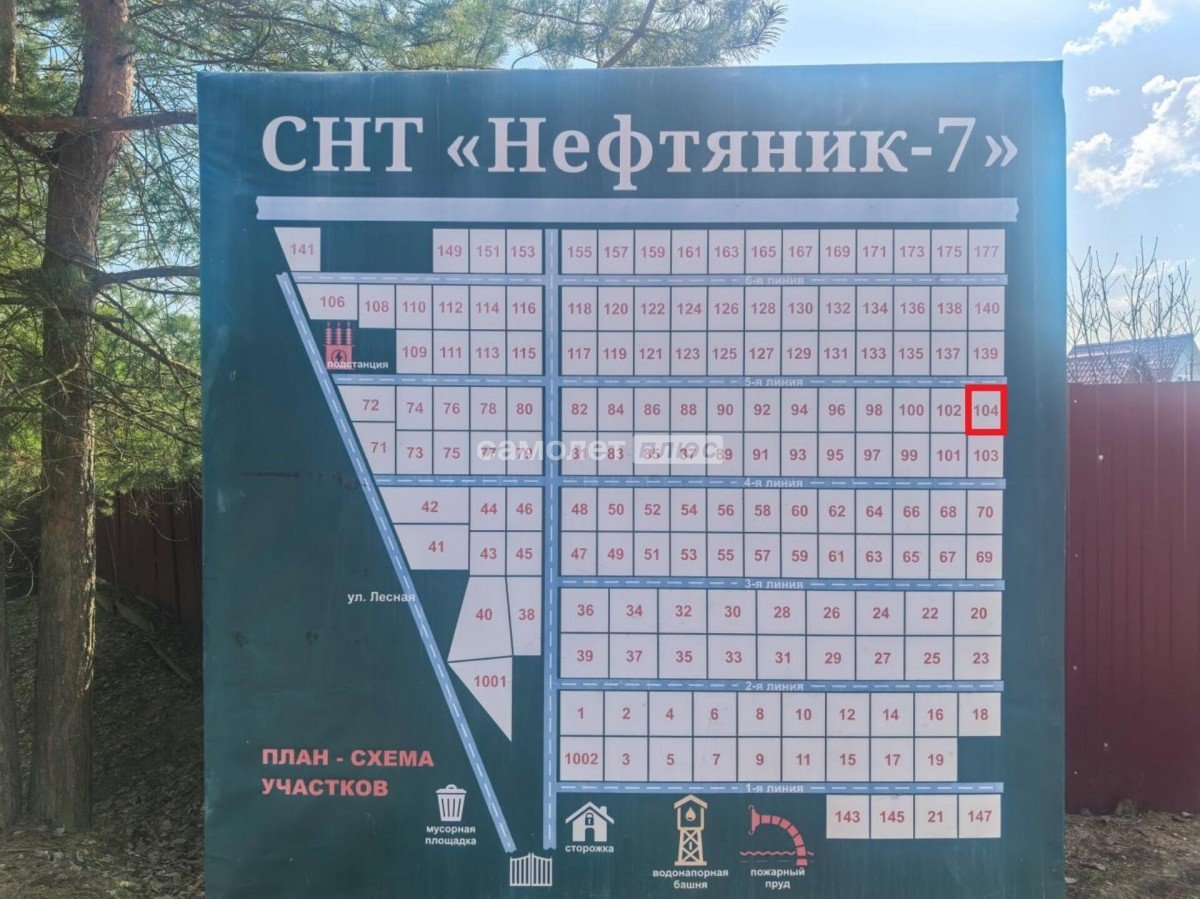 СНТ «Нефтяник-7»
141 149 151 153 155 157 159 161 163 165 167 169 171 173 175 177
6-я линия
106 108 110 112 114 116 118 120 122 124 126 128 130 132 134 136 138 140
109 111 113 115 117 119 121 123 125 127 129 131 133 135 137 139
подстанция
5-я линия
72 74 76 78 80 82 84 86 88 90 92 94 96 98 100 102 104
71 73 75 77 79 81 83 85 87 89 91 93 95 97 99 101 103
самолет плюс
4-я линия
42 44 46 48 50 52 54 56 58 60 62 64 66 68 70
41 43 45 47 49 51 53 55 57 59 61 63 65 67 69
3-я линия
ул. Лесная
40 38 36 34 32 30 28 26 24 22 20
39 37 35 33 31 29 27 25 23
1001
2-я линия
1 2 4 6 8 10 12 14 16 18
1002 3 5 7 9 11 15 17 19
ПЛАН - СХЕМА
УЧАСТКОВ
1-я линия
143 145 21 147
мусорная
площадка
сторожка
водонапорная
башня
пожарный
пруд